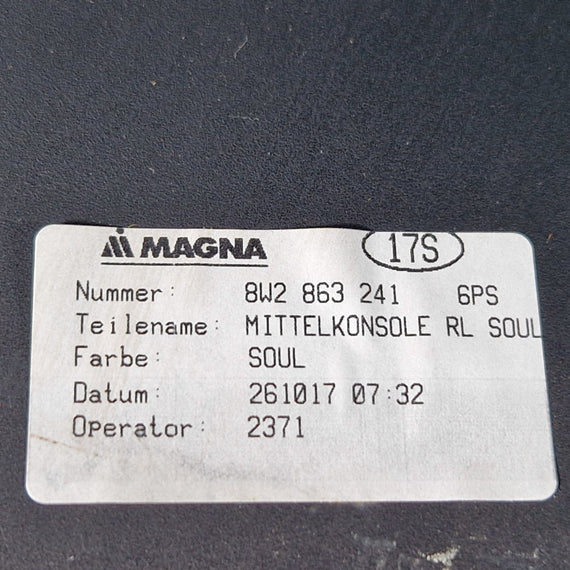 MAGNA 17S
Nummer: 8W2 863 241 6PS
Teilename: MITTELKONSOLE RL SOUL
Farbe: SOUL
Datum: 261017 07:32
Operator: 2371